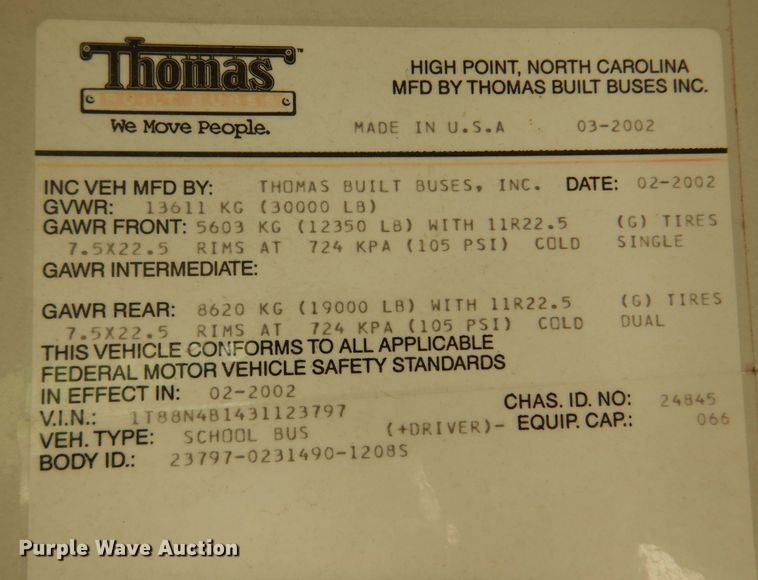 Thomas ™
BUILT BUSES
We Move People.
HIGH POINT, NORTH CAROLINA
MFD BY THOMAS BUILT BUSES INC.
MADE IN U.S.A 03-2002
INC VEH MFD BY: THOMAS BUILT BUSES, INC. DATE: 02-2002
GVWR: 13611 KG (30000 LB)
GAWR FRONT: 5603 KG (12350 LB) WITH 11R22.5 (G) TIRES
7.5X22.5 RIMS AT 724 KPA (105 PSI) COLD SINGLE
GAWR INTERMEDIATE:
GAWR REAR: 8620 KG (19000 LB) WITH 11R22.5 (G) TIRES
7.5X22.5 RIMS AT 724 KPA (105 PSI) COLD DUAL
THIS VEHICLE CONFORMS TO ALL APPLICABLE
FEDERAL MOTOR VEHICLE SAFETY STANDARDS
IN EFFECT IN: 02-2002
CHAS. ID. NO: 24845
V.I.N.: 1T88N4B1431123797
VEH. TYPE: SCHOOL BUS (+DRIVER)- EQUIP. CAP.: 066
BODY ID.: 23797-0231490-1208S
Purple Wave Auction